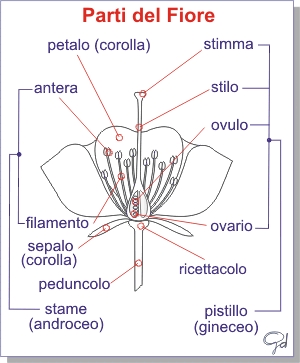 Parti del Fiore
petalo (corolla)
stimma
antera
stilo
ovulo
filamento
ovario
sepalo
(corolla)
ricettacolo
peduncolo
stame
(androceo)
pistillo
(gineceo)